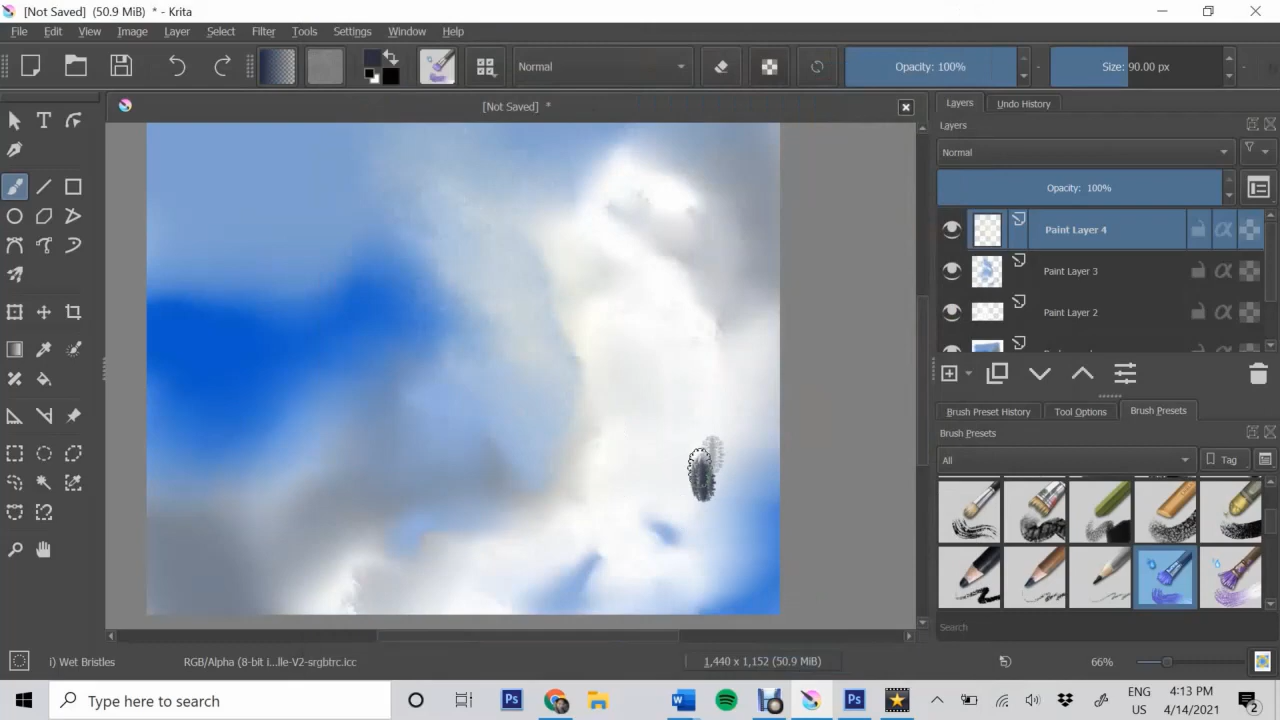 [Not Saved] (50.9 MiB) * - Krita
File Edit View Image Layer Select Filter Tools Settings Window Help
Normal
Opacity: 100%
Size: 90.00 px
[Not Saved] *
Layers Undo History
Layers
Normal
Opacity: 100%
Paint Layer 4
Paint Layer 3
Paint Layer 2
Brush Preset History Tool Options Brush Presets
Brush Presets
All
Tag
Search
i) Wet Bristles
RGB/Alpha (8-bit i...lle-V2-srgbtrc.icc
1,440 x 1,152 (50.9 MiB)
66%
Type here to search
Ps
W
Ps
ENG
US
4:13 PM
4/14/2021
2